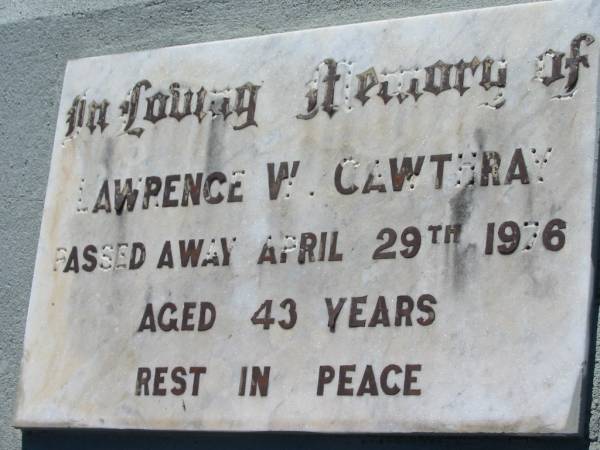 In Loving Memory of
LAWRENCE W. CAWTHRAY
PASSED AWAY APRIL 29TH 1976
AGED 43 YEARS
REST IN PEACE